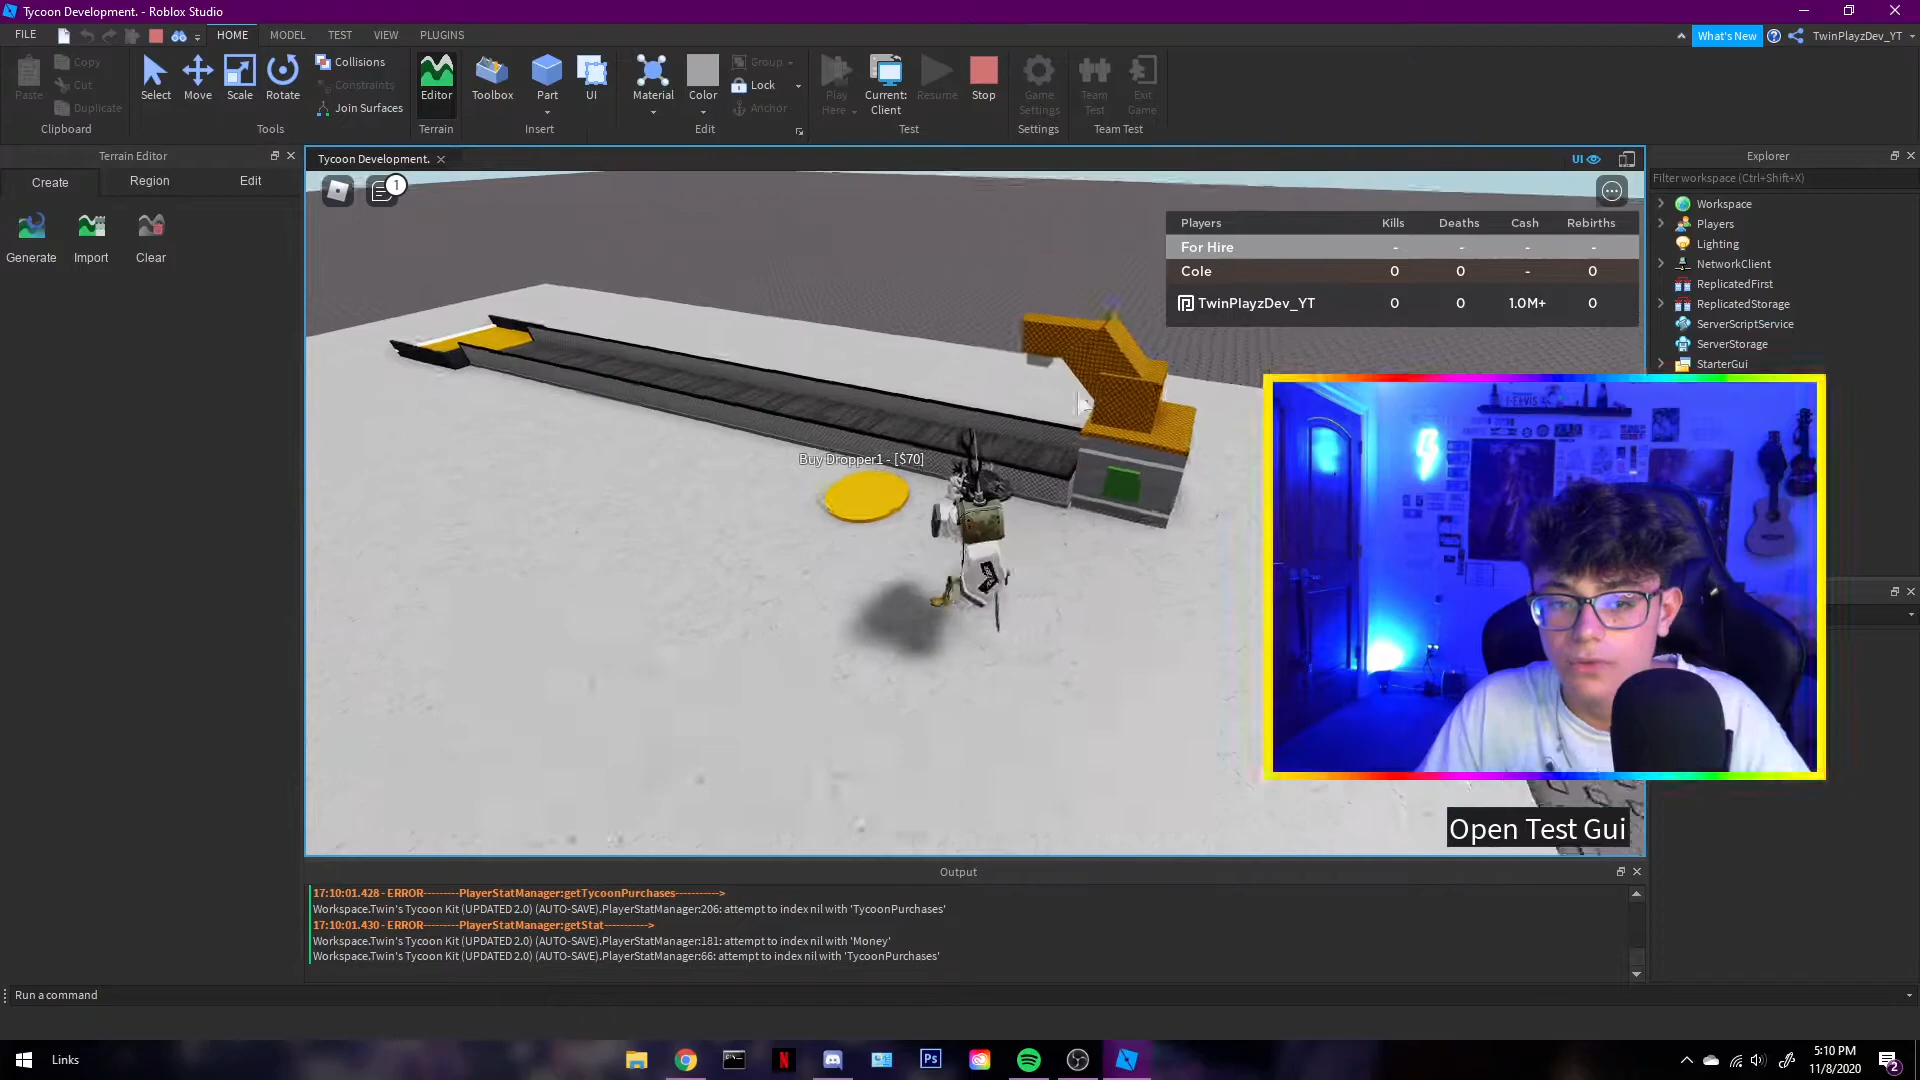 Tycoon Development. - Roblox Studio
FILE
HOME
MODEL
TEST
VIEW
PLUGINS
What's New
TwinPlayzDev_YT
Paste
Copy
Cut
Duplicate
Clipboard
Select
Move
Scale
Rotate
Collisions
Constraints
Join Surfaces
Tools
Editor
Terrain
Toolbox
Part
UI
Insert
Material
Color
Group
Lock
Anchor
Edit
Play
Here
Current:
Client
Resume
Stop
Test
Game
Settings
Settings
Team
Test
Exit
Game
Team Test
Terrain Editor
Create
Region
Edit
Generate
Import
Clear
Tycoon Development.
UI
1
Players Kills Deaths Cash Rebirths
For Hire - - - -
Cole 0 0 - 0
TwinPlayzDev_YT 0 0 1.0M+ 0
Buy Dropper1 - [$70]
Open Test Gui
Explorer
Filter workspace (Ctrl+Shift+X)
Workspace
Players
Lighting
NetworkClient
ReplicatedFirst
ReplicatedStorage
ServerScriptService
ServerStorage
StarterGui
Output
17:10:01.428 - ERROR---------PlayerStatManager:getTycoonPurchases----------->
Workspace.Twin's Tycoon Kit (UPDATED 2.0) (AUTO-SAVE).PlayerStatManager:206: attempt to index nil with 'TycoonPurchases'
17:10:01.430 - ERROR---------PlayerStatManager:getStat----------->
Workspace.Twin's Tycoon Kit (UPDATED 2.0) (AUTO-SAVE).PlayerStatManager:181: attempt to index nil with 'Money'
Workspace.Twin's Tycoon Kit (UPDATED 2.0) (AUTO-SAVE).PlayerStatManager:66: attempt to index nil with 'TycoonPurchases'
Run a command
Links
Ps
5:10 PM
11/8/2020
2